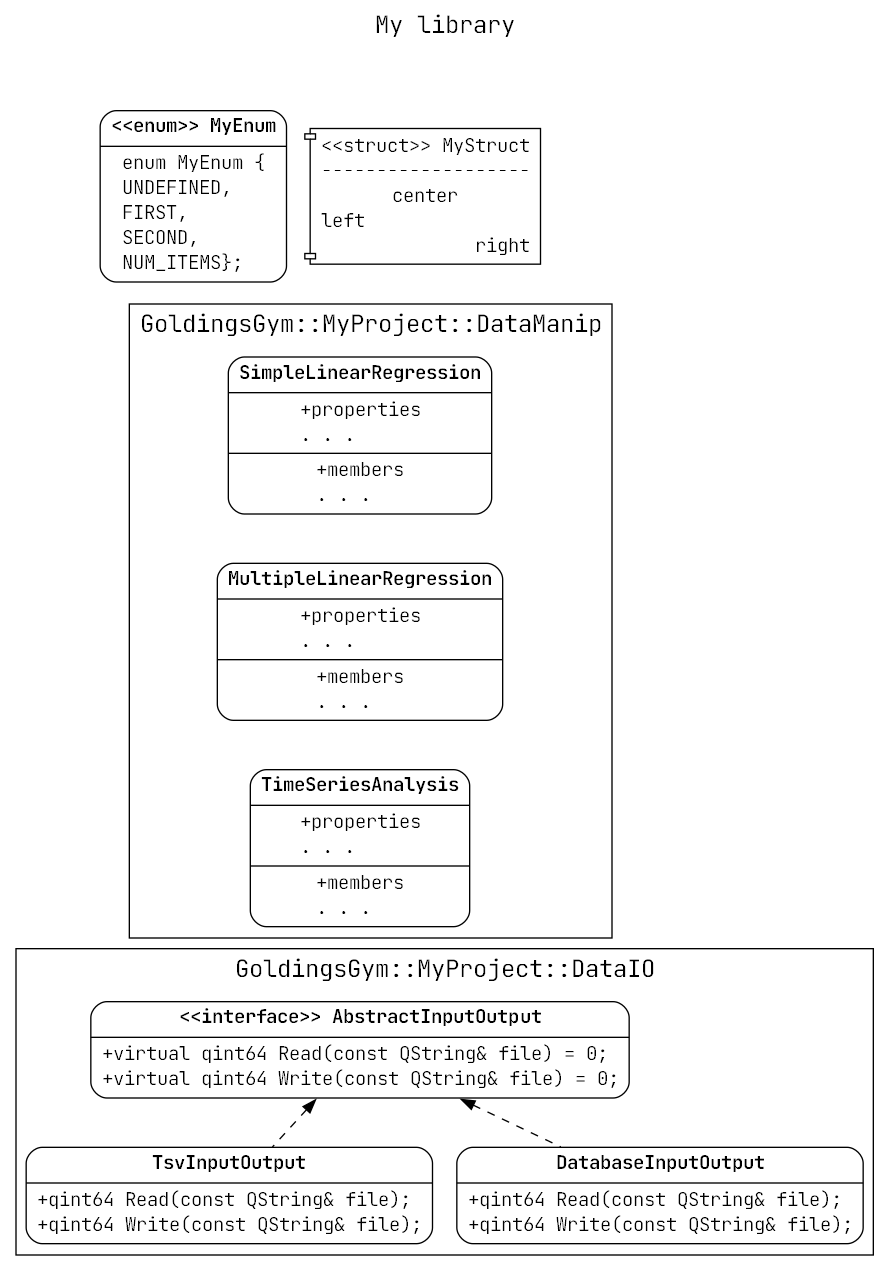 My library
<<enum>> MyEnum
enum MyEnum {
UNDEFINED,
FIRST,
SECOND,
NUM_ITEMS};
<<struct>> MyStruct
-------------------
center
left
right
GoldingsGym::MyProject::DataManip
SimpleLinearRegression
+properties
. . .
+members
. . .
MultipleLinearRegression
+properties
. . .
+members
. . .
TimeSeriesAnalysis
+properties
. . .
+members
. . .
GoldingsGym::MyProject::DataIO
<<interface>> AbstractInputOutput
+virtual qint64 Read(const QString& file) = 0;
+virtual qint64 Write(const QString& file) = 0;
TsvInputOutput
+qint64 Read(const QString& file);
+qint64 Write(const QString& file);
DatabaseInputOutput
+qint64 Read(const QString& file);
+qint64 Write(const QString& file);